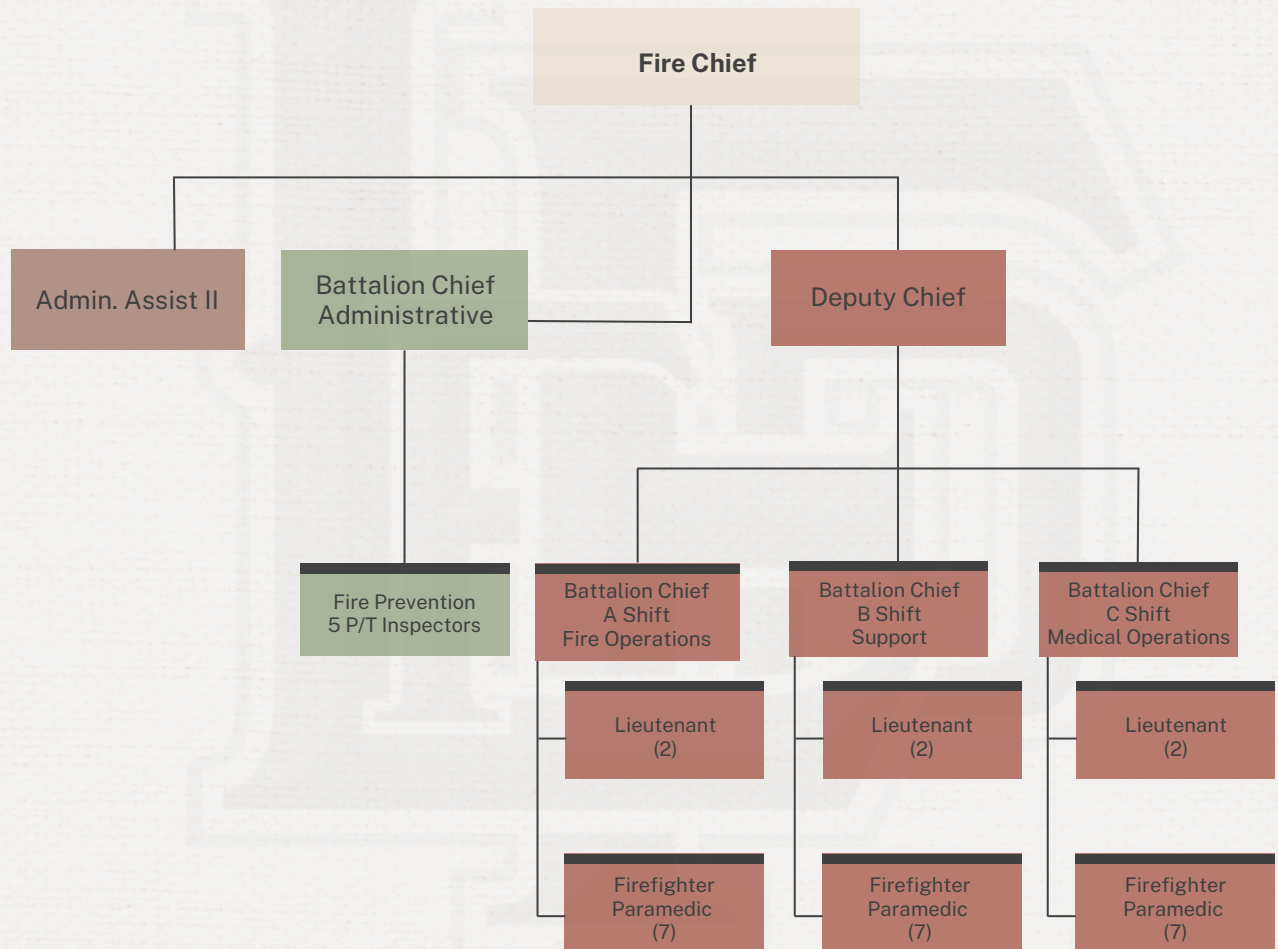 Fire Chief
Admin. Assist II
Battalion Chief
Administrative
Deputy Chief
Fire Prevention
5 P/T Inspectors
Battalion Chief
A Shift
Fire Operations
Battalion Chief
B Shift
Support
Battalion Chief
C Shift
Medical Operations
Lieutenant
(2)
Lieutenant
(2)
Lieutenant
(2)
Firefighter
Paramedic
(7)
Firefighter
Paramedic
(7)
Firefighter
Paramedic
(7)